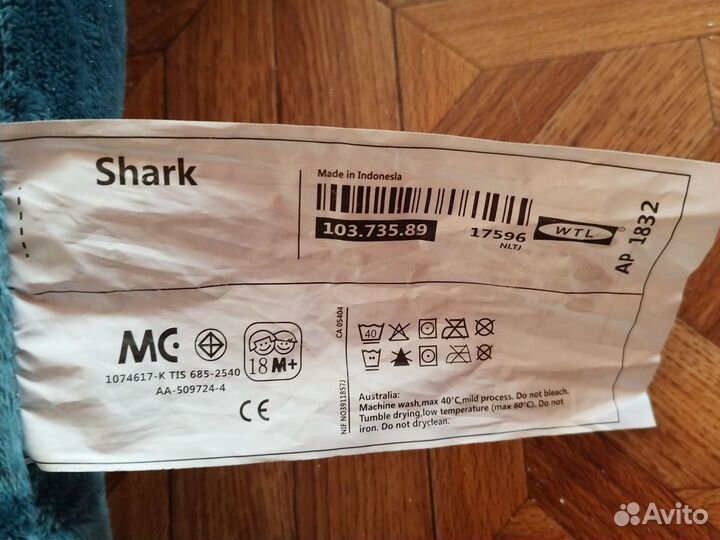 Shark
Made in Indonesia
103.735.89
17596
NLTJ
WTL
AP 1832
MC
1074617-K TIS 685-2540
AA-509724-4
18 M+
CE
NIF NO3911857J
CA 05404
40
Australia:
Machine wash,max 40°C,mild process. Do not bleach.
Tumble drying,low temperature (max 60°C). Do not
iron. Do not dryclean.
Avito